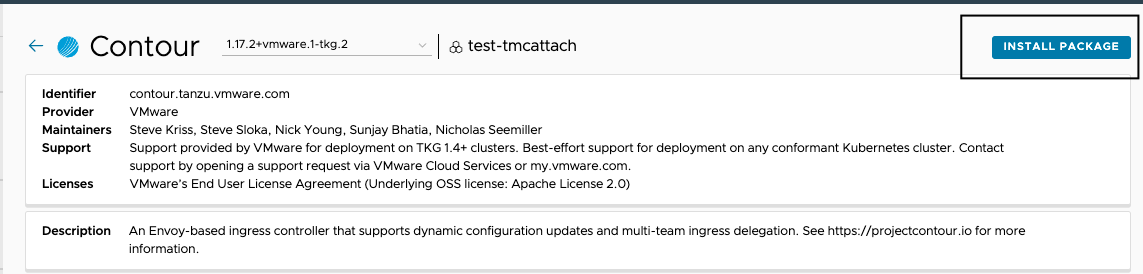 Contour 1.17.2+vmware.1-tkg.2 test-tmcattach INSTALL PACKAGE
Identifier contour.tanzu.vmware.com
Provider VMware
Maintainers Steve Kriss, Steve Sloka, Nick Young, Sunjay Bhatia, Nicholas Seemiller
Support Support provided by VMware for deployment on TKG 1.4+ clusters. Best-effort support for deployment on any conformant Kubernetes cluster. Contact
support by opening a support request via VMware Cloud Services or my.vmware.com.
Licenses VMware's End User License Agreement (Underlying OSS license: Apache License 2.0)
Description An Envoy-based ingress controller that supports dynamic configuration updates and multi-team ingress delegation. See https://projectcontour.io for more
information.